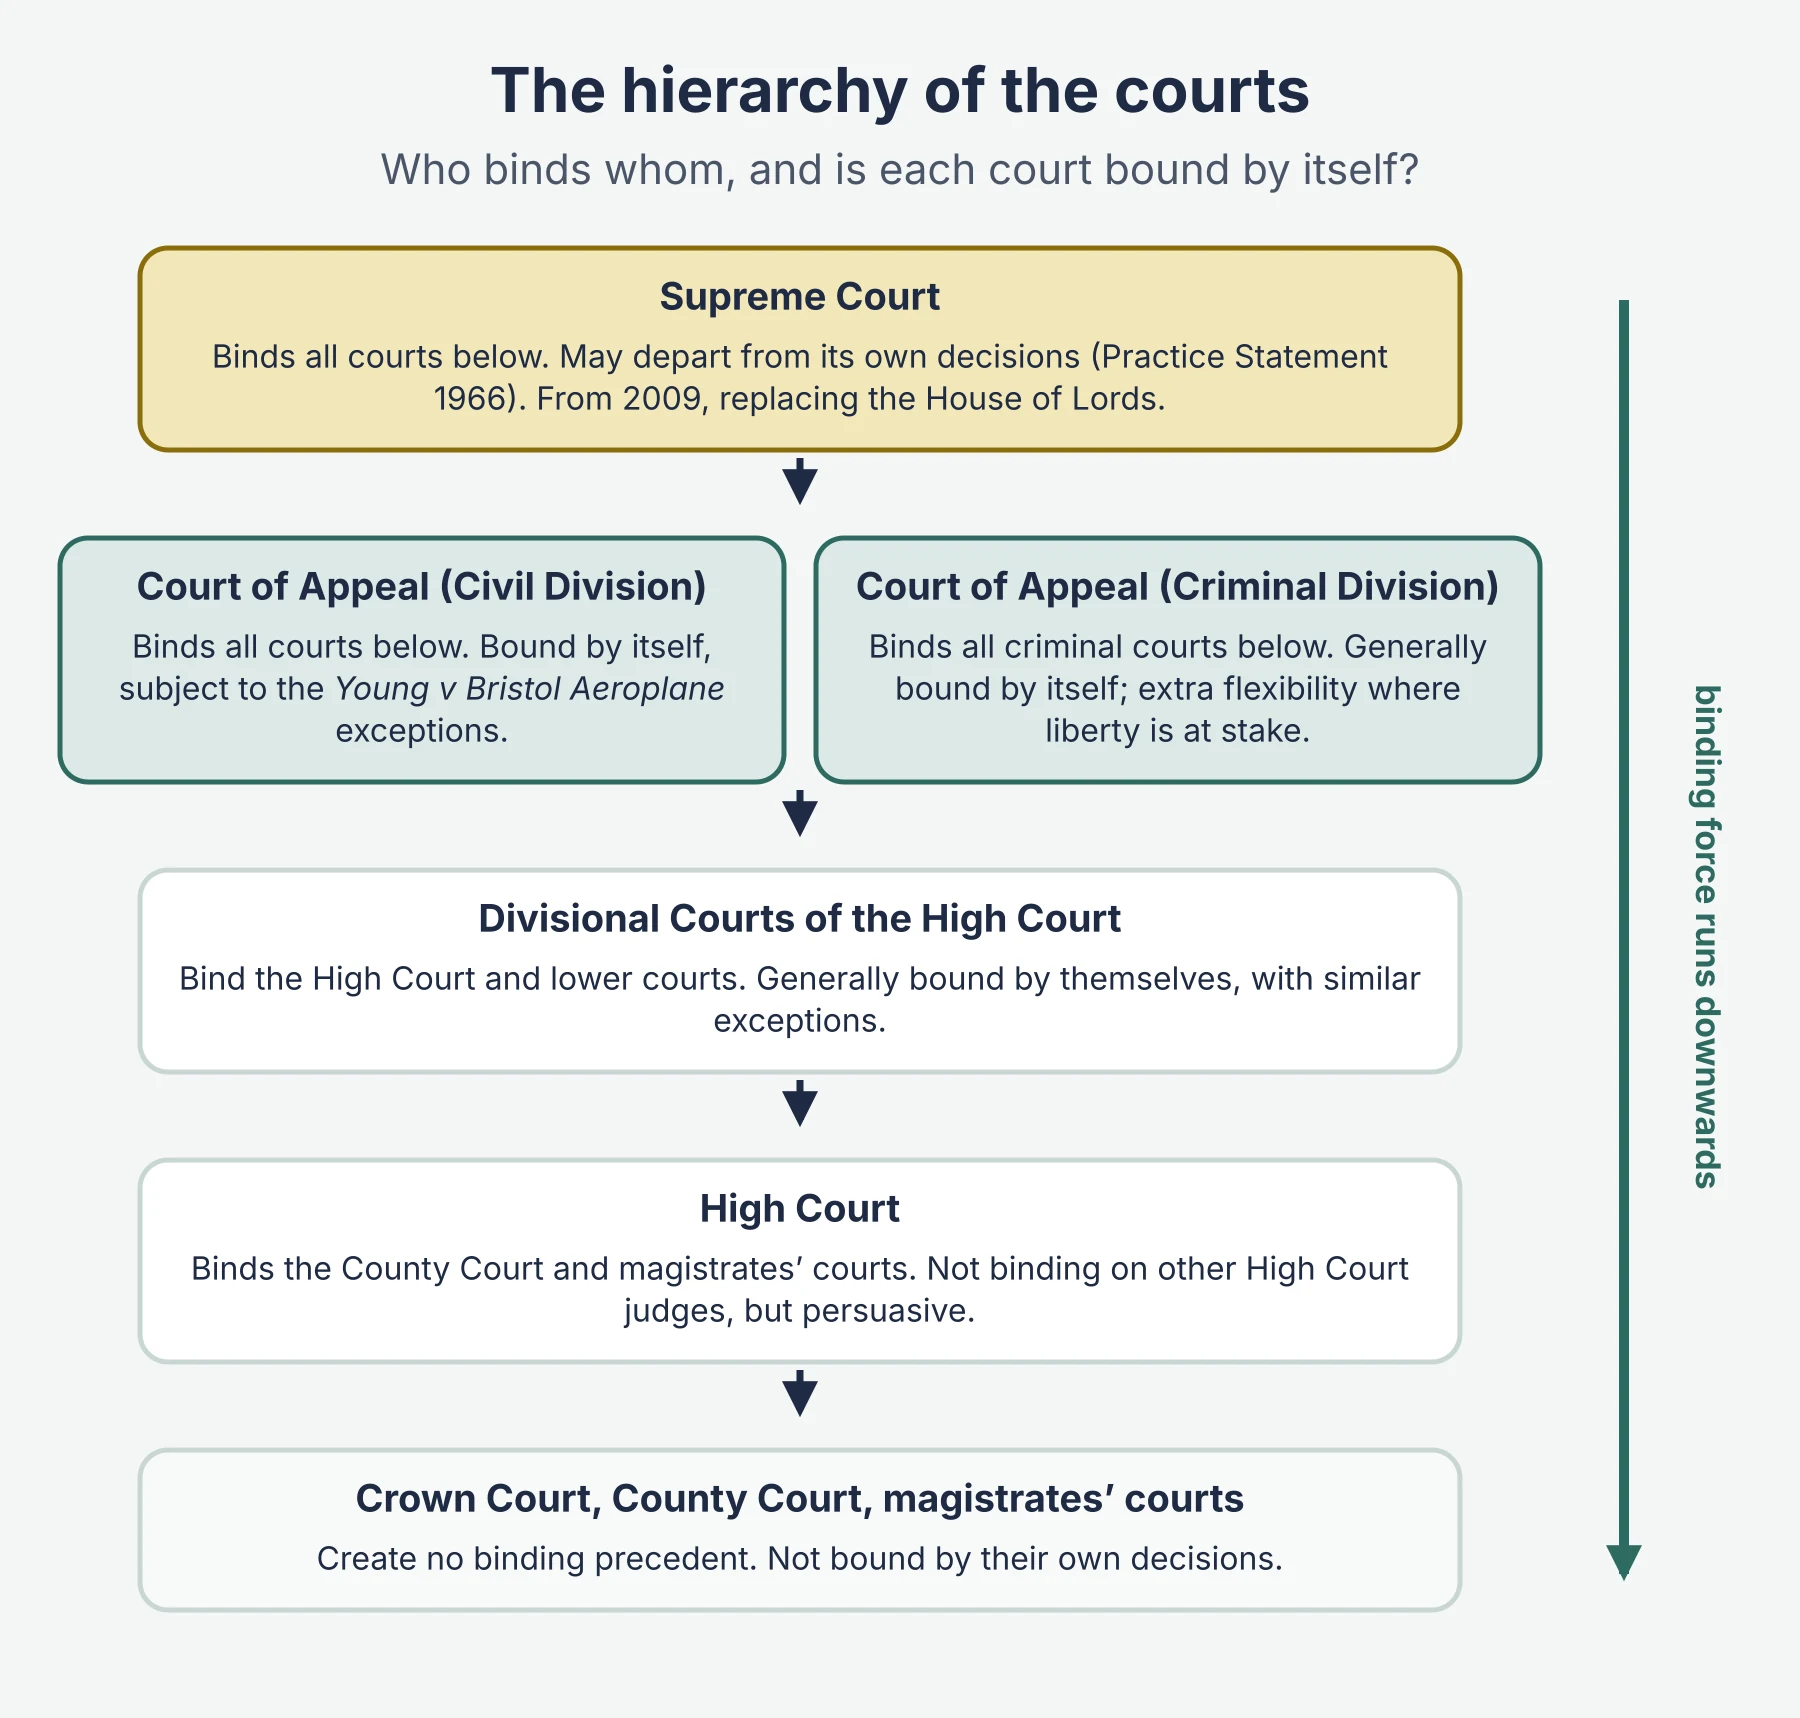 The hierarchy of the courts
Who binds whom, and is each court bound by itself?
Supreme Court
Binds all courts below. May depart from its own decisions (Practice Statement
1966). From 2009, replacing the House of Lords.
Court of Appeal (Civil Division)
Binds all courts below. Bound by itself,
subject to the Young v Bristol Aeroplane
exceptions.
Court of Appeal (Criminal Division)
Binds all criminal courts below. Generally
bound by itself; extra flexibility where
liberty is at stake.
Divisional Courts of the High Court
Bind the High Court and lower courts. Generally bound by themselves, with similar
exceptions.
High Court
Binds the County Court and magistrates’ courts. Not binding on other High Court
judges, but persuasive.
Crown Court, County Court, magistrates’ courts
Create no binding precedent. Not bound by their own decisions.
binding force runs downwards